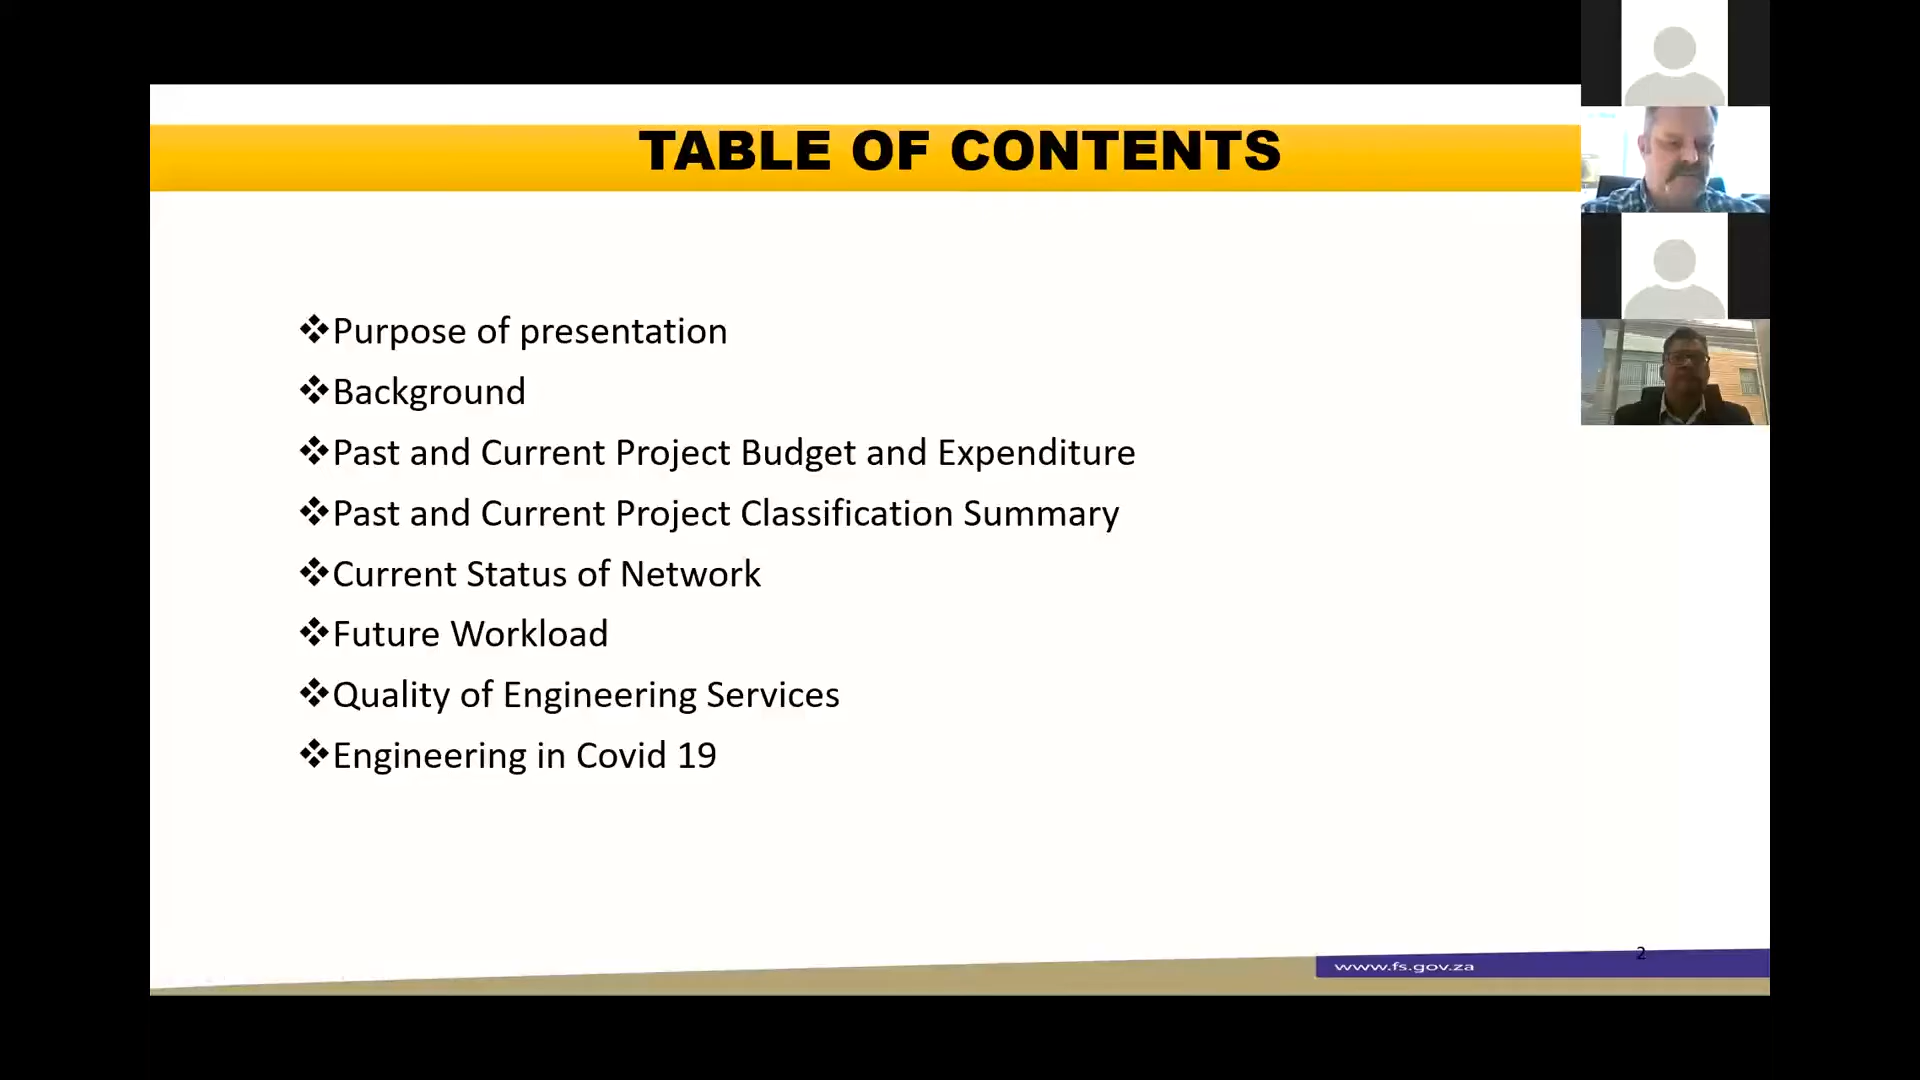 TABLE OF CONTENTS
❖Purpose of presentation
❖Background
❖Past and Current Project Budget and Expenditure
❖Past and Current Project Classification Summary
❖Current Status of Network
❖Future Workload
❖Quality of Engineering Services
❖Engineering in Covid 19
2
www.fs.gov.za